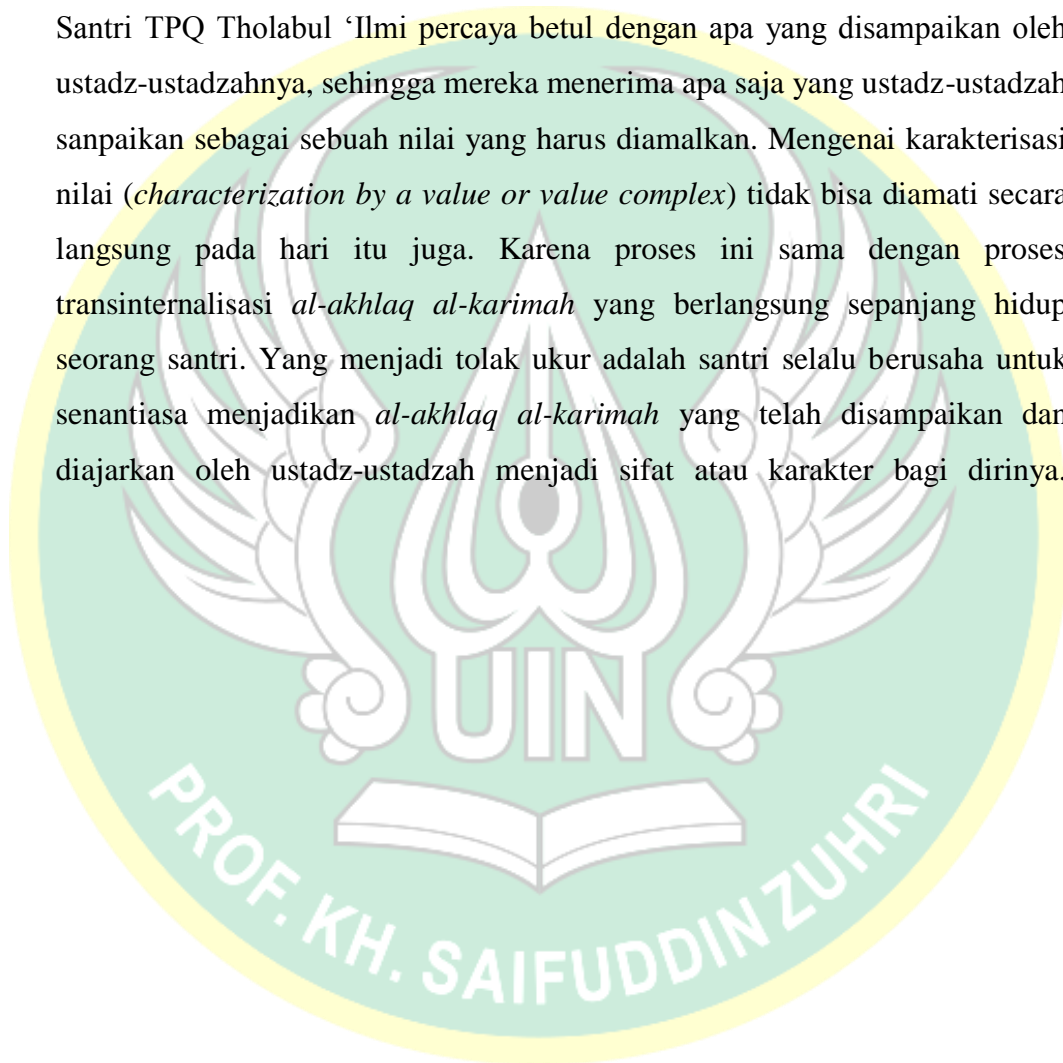 Santri TPQ Tholabul ‘Ilmi percaya betul dengan apa yang disampaikan oleh
ustadz-ustadzahnya, sehingga mereka menerima apa saja yang ustadz-ustadzah
sanpaikan sebagai sebuah nilai yang harus diamalkan. Mengenai karakterisasi
nilai (characterization by a value or value complex) tidak bisa diamati secara
langsung pada hari itu juga. Karena proses ini sama dengan proses
transinternalisasi al-akhlaq al-karimah yang berlangsung sepanjang hidup
seorang santri. Yang menjadi tolak ukur adalah santri selalu berusaha untuk
senantiasa menjadikan al-akhlaq al-karimah yang telah disampaikan dan
diajarkan oleh ustadz-ustadzah menjadi sifat atau karakter bagi dirinya.
UIN
PROF. KH. SAIFUDDIN ZUHRI